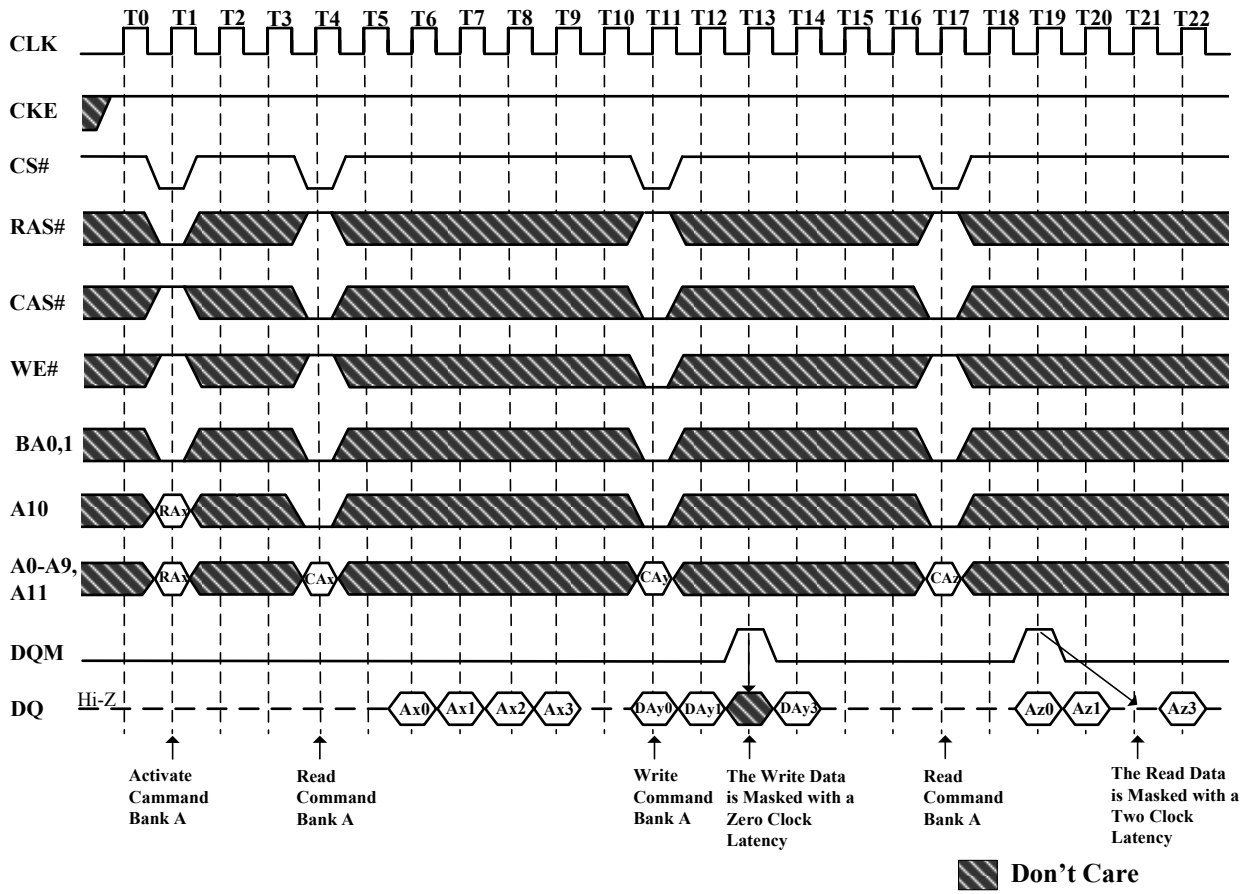 T0 T1 T2 T3 T4 T5 T6 T7 T8 T9 T10 T11 T12 T13 T14 T15 T16 T17 T18 T19 T20 T21 T22
CLK
CKE
CS#
RAS#
CAS#
WE#
BA0,1
A10 RAx
A0-A9,
A11 RAx CAx CAy CAz
DQM
DQ Hi-Z Ax0 Ax1 Ax2 Ax3 DAy0 DAy1 DAy3 Az0 Az1 Az3
Activate
Cammand
Bank A
Read
Command
Bank A
Write
Command
Bank A
The Write Data
is Masked with a
Zero Clock
Latency
Read
Command
Bank A
The Read Data
is Masked with a
Two Clock
Latency
Don't Care